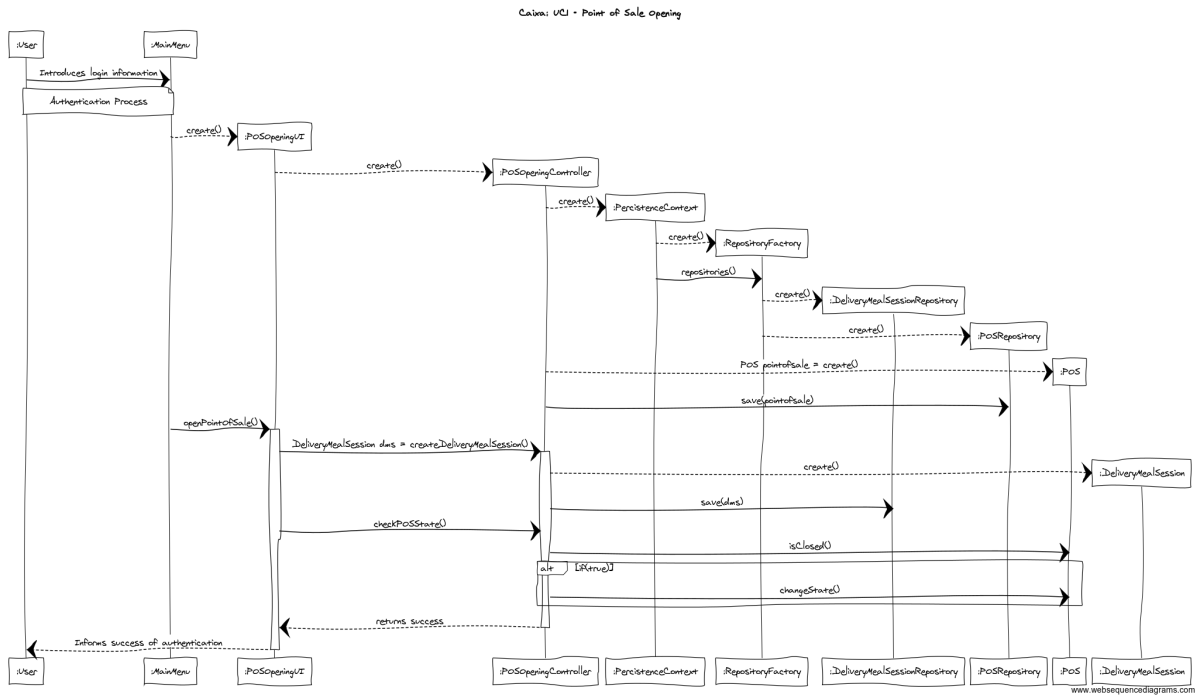 Caixa: UC1 - Point of Sale Opening
:User
:MainMenu
Introduces login information
Authentication Process
create()
:POSOpeningUI
create()
:POSOpeningController
create()
:PercistenceContext
create()
:RepositoryFactory
repositories()
create()
:DeliveryMealSessionRepository
create()
:POSRepository
POS pointofsale = create()
:POS
save(pointofsale)
openPointOfSale()
DeliveryMealSession dms = createDeliveryMealSession()
create()
:DeliveryMealSession
save(dms)
checkPOSState()
isClosed()
alt [if(true)]
changeState()
returns success
Informs success of authentication
:User :MainMenu :POSOpeningUI :POSOpeningController :PercistenceContext :RepositoryFactory :DeliveryMealSessionRepository :POSRepository :POS :DeliveryMealSession
www.websequencediagrams.com